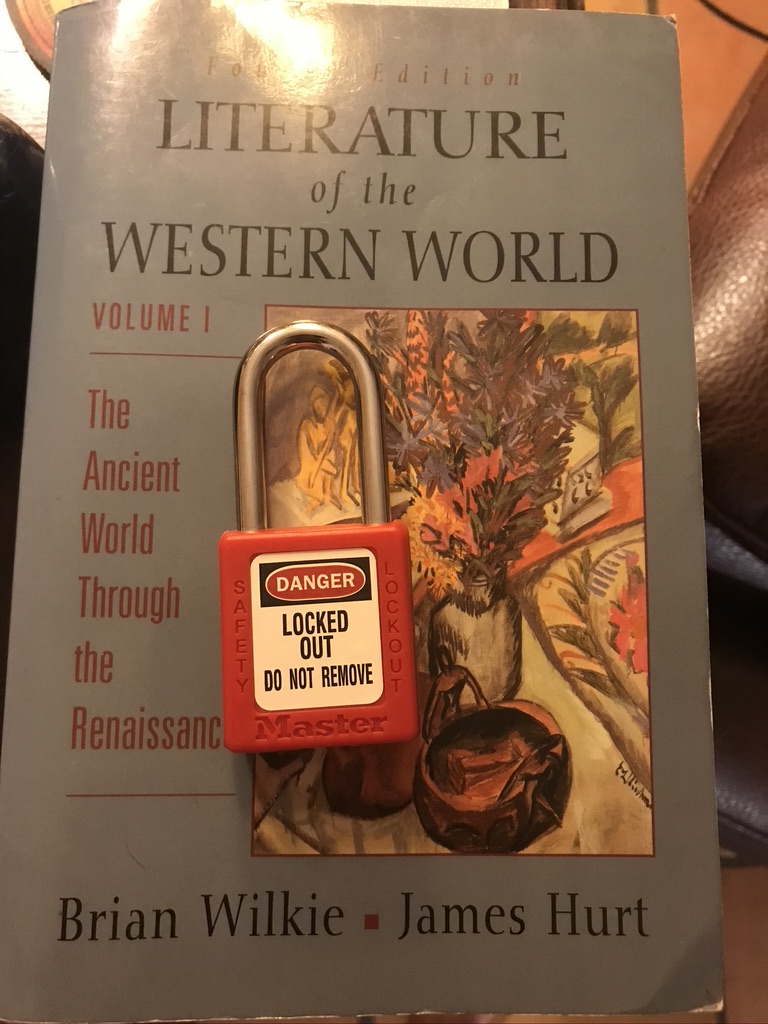 Edition
LITERATURE
of the
WESTERN WORLD
VOLUME I
The
Ancient
World
Through
the
Renaissanc
SAFETY
DANGER
LOCKED
OUT
DO NOT REMOVE
LOCKOUT
Master
Brian Wilkie ▪ James Hurt